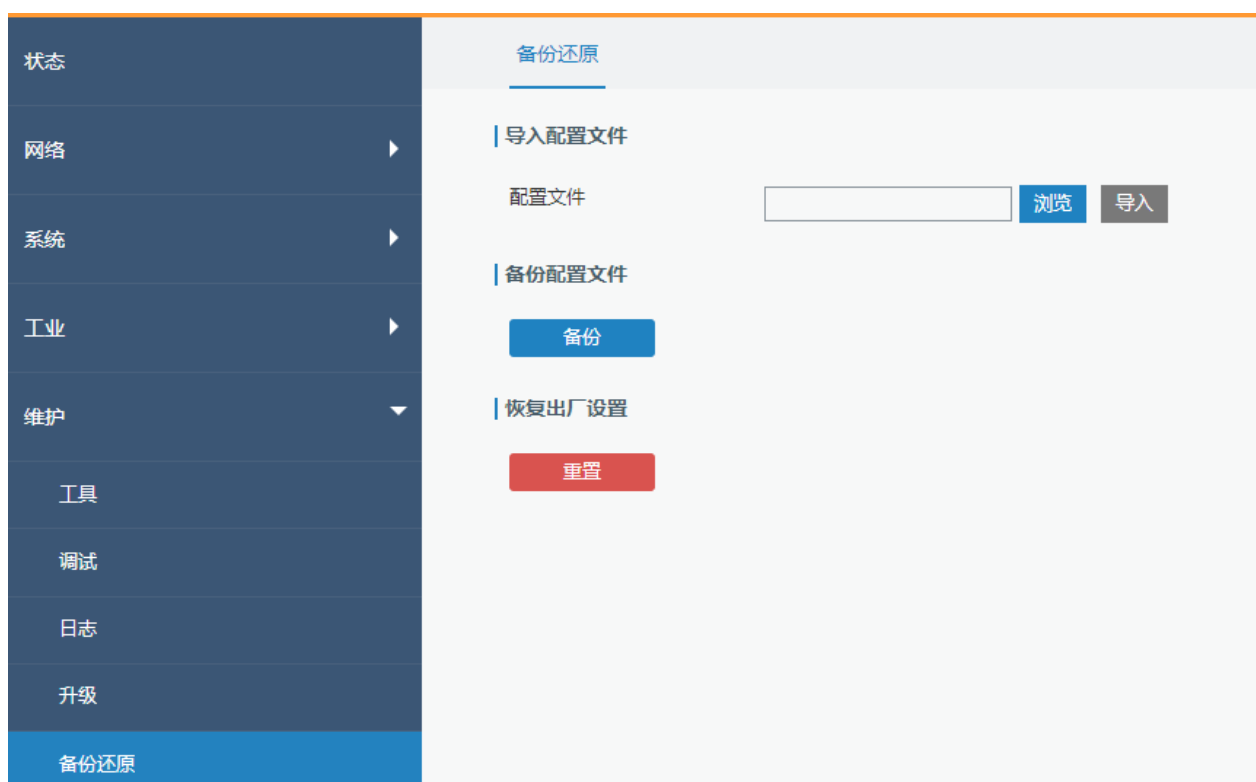 状态
网络
系统
工业
维护
工具
调试
日志
升级
备份还原
备份还原
导入配置文件
配置文件 浏览 导入
备份配置文件
备份
恢复出厂设置
重置